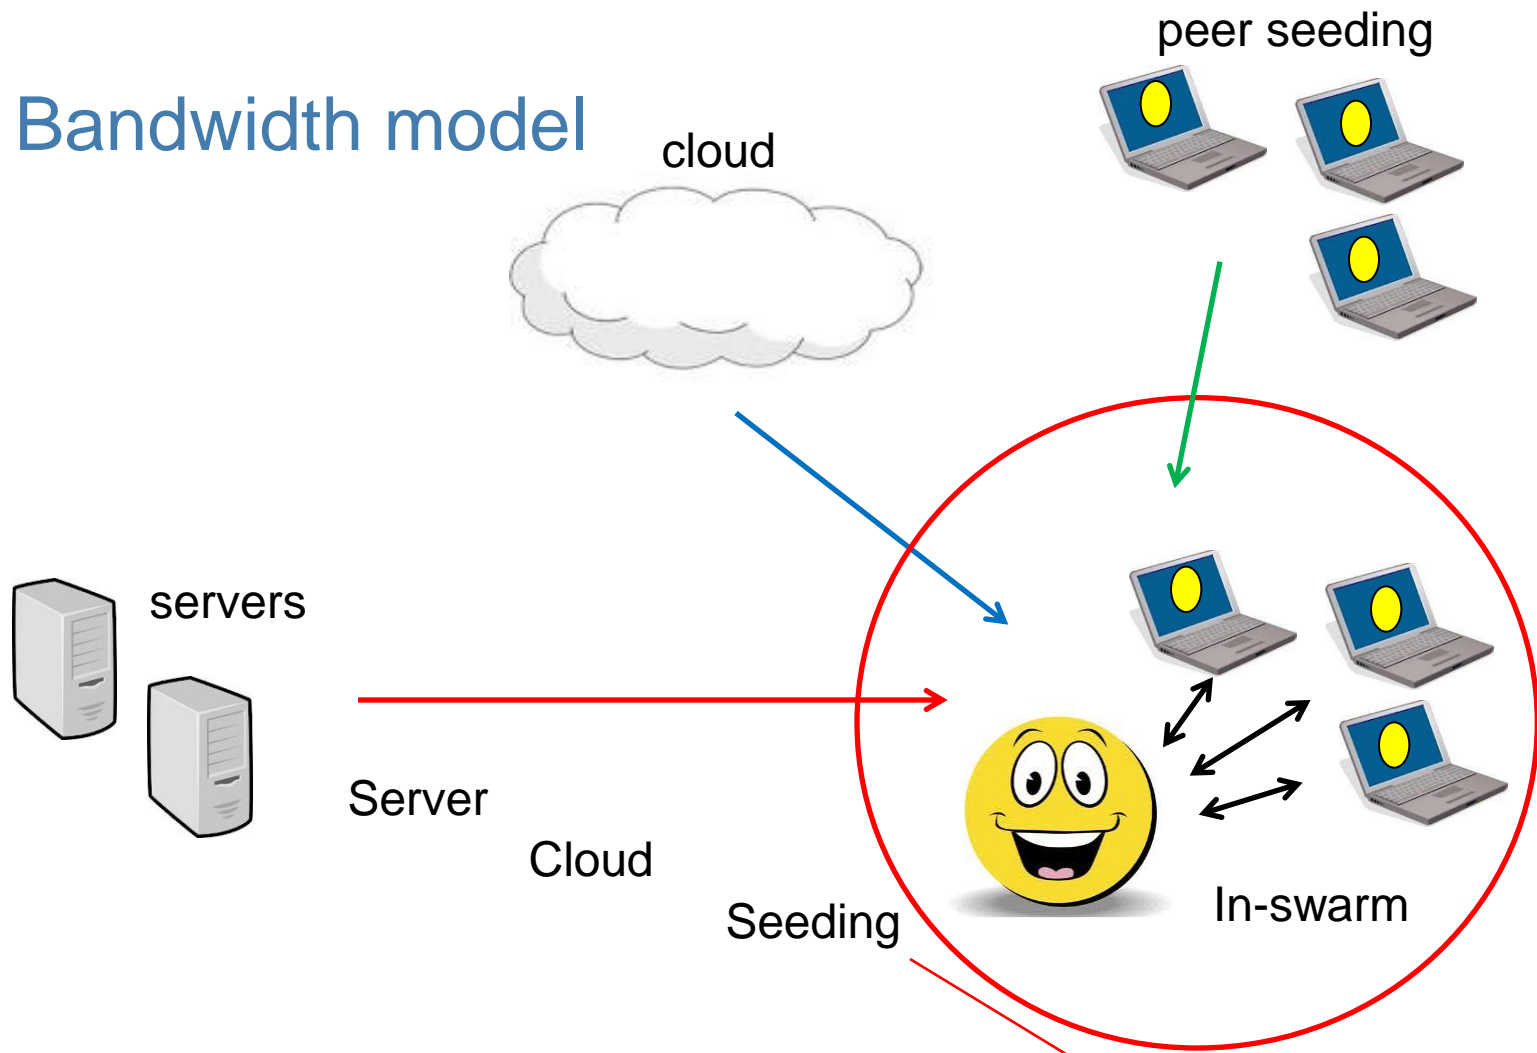 peer seeding
Bandwidth model
cloud
servers
Server
Cloud
Seeding
In-swarm